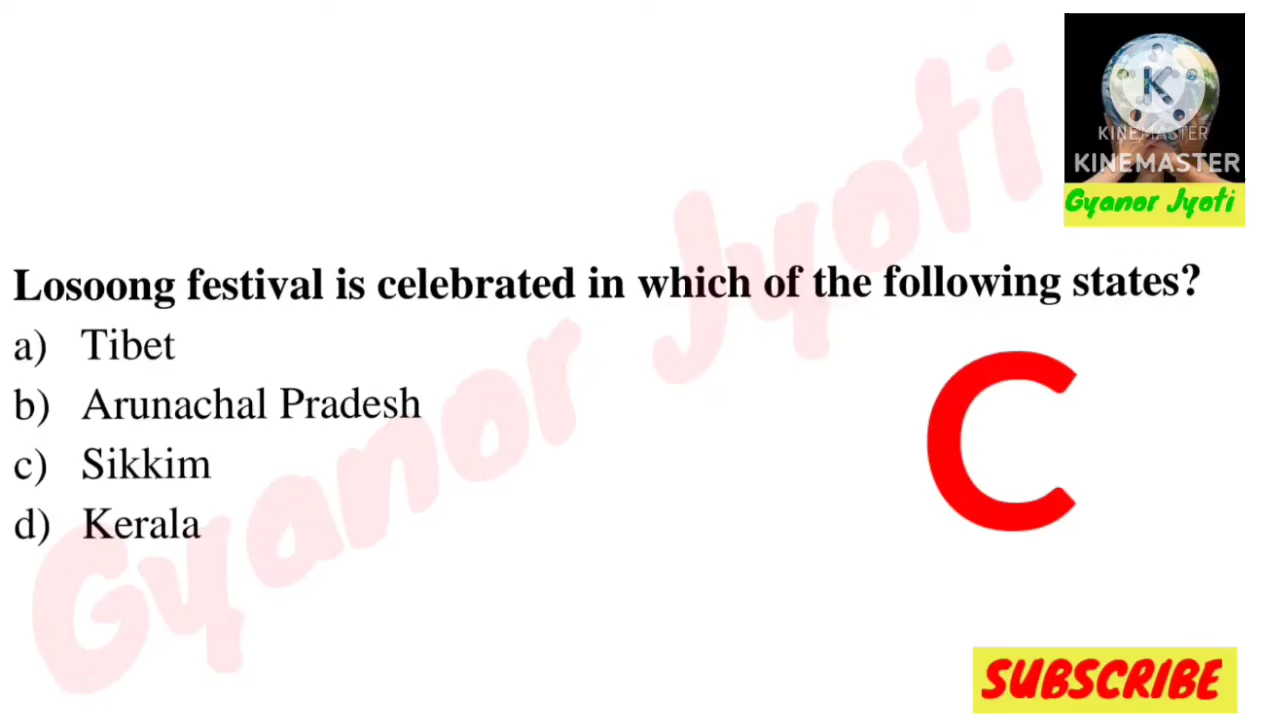 KINEMASTER
KINEMASTER
Gyanor Jyoti
Gyanor Jyoti
Losoong festival is celebrated in which of the following states?
a) Tibet
b) Arunachal Pradesh
c) Sikkim
d) Kerala
C
SUBSCRIBE